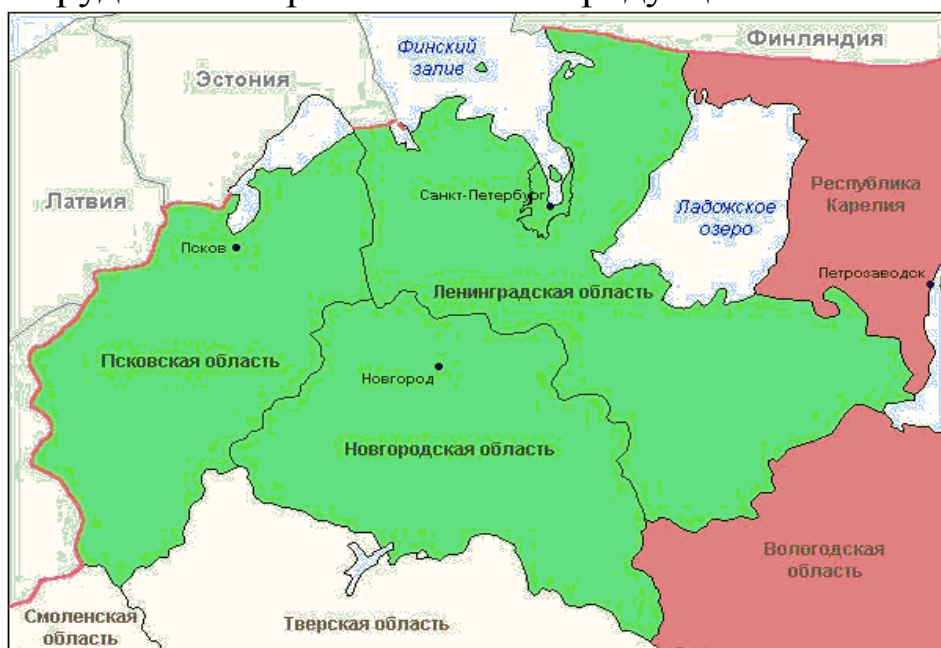 Финский
залив
Финляндия
Эстония
Латвия
Санкт-Петербург
Ладожское
озеро
Республика
Карелия
Псков
Петрозаводск
Ленинградская область
Псковская область
Новгород
Новгородская область
Вологодская
область
Смоленская
область
Тверская область